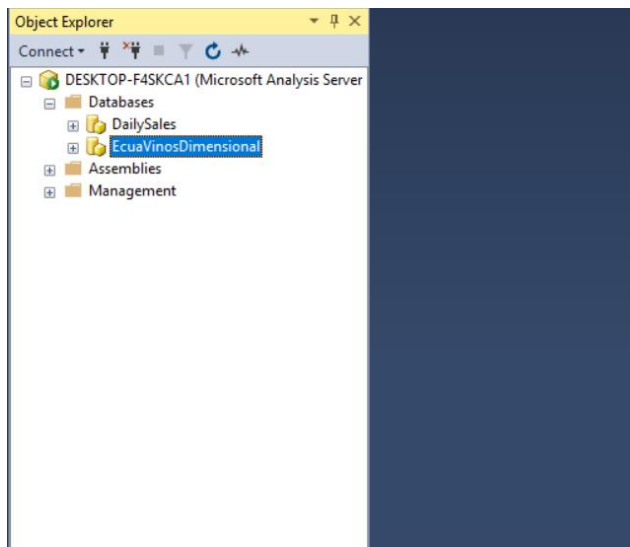 Object Explorer
Connect
DESKTOP-F4SKCA1 (Microsoft Analysis Server
Databases
DailySales
EcuaVinosDimensional
Assemblies
Management